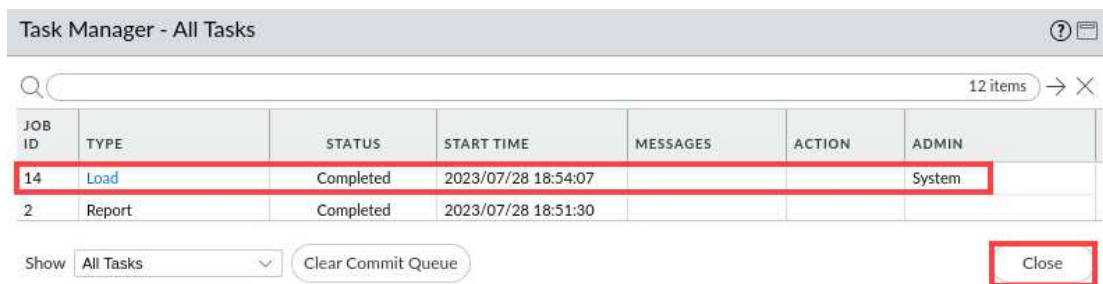 Task Manager - All Tasks
12 items
JOB ID TYPE STATUS START TIME MESSAGES ACTION ADMIN
14 Load Completed 2023/07/28 18:54:07 System
2 Report Completed 2023/07/28 18:51:30
Show All Tasks Clear Commit Queue Close